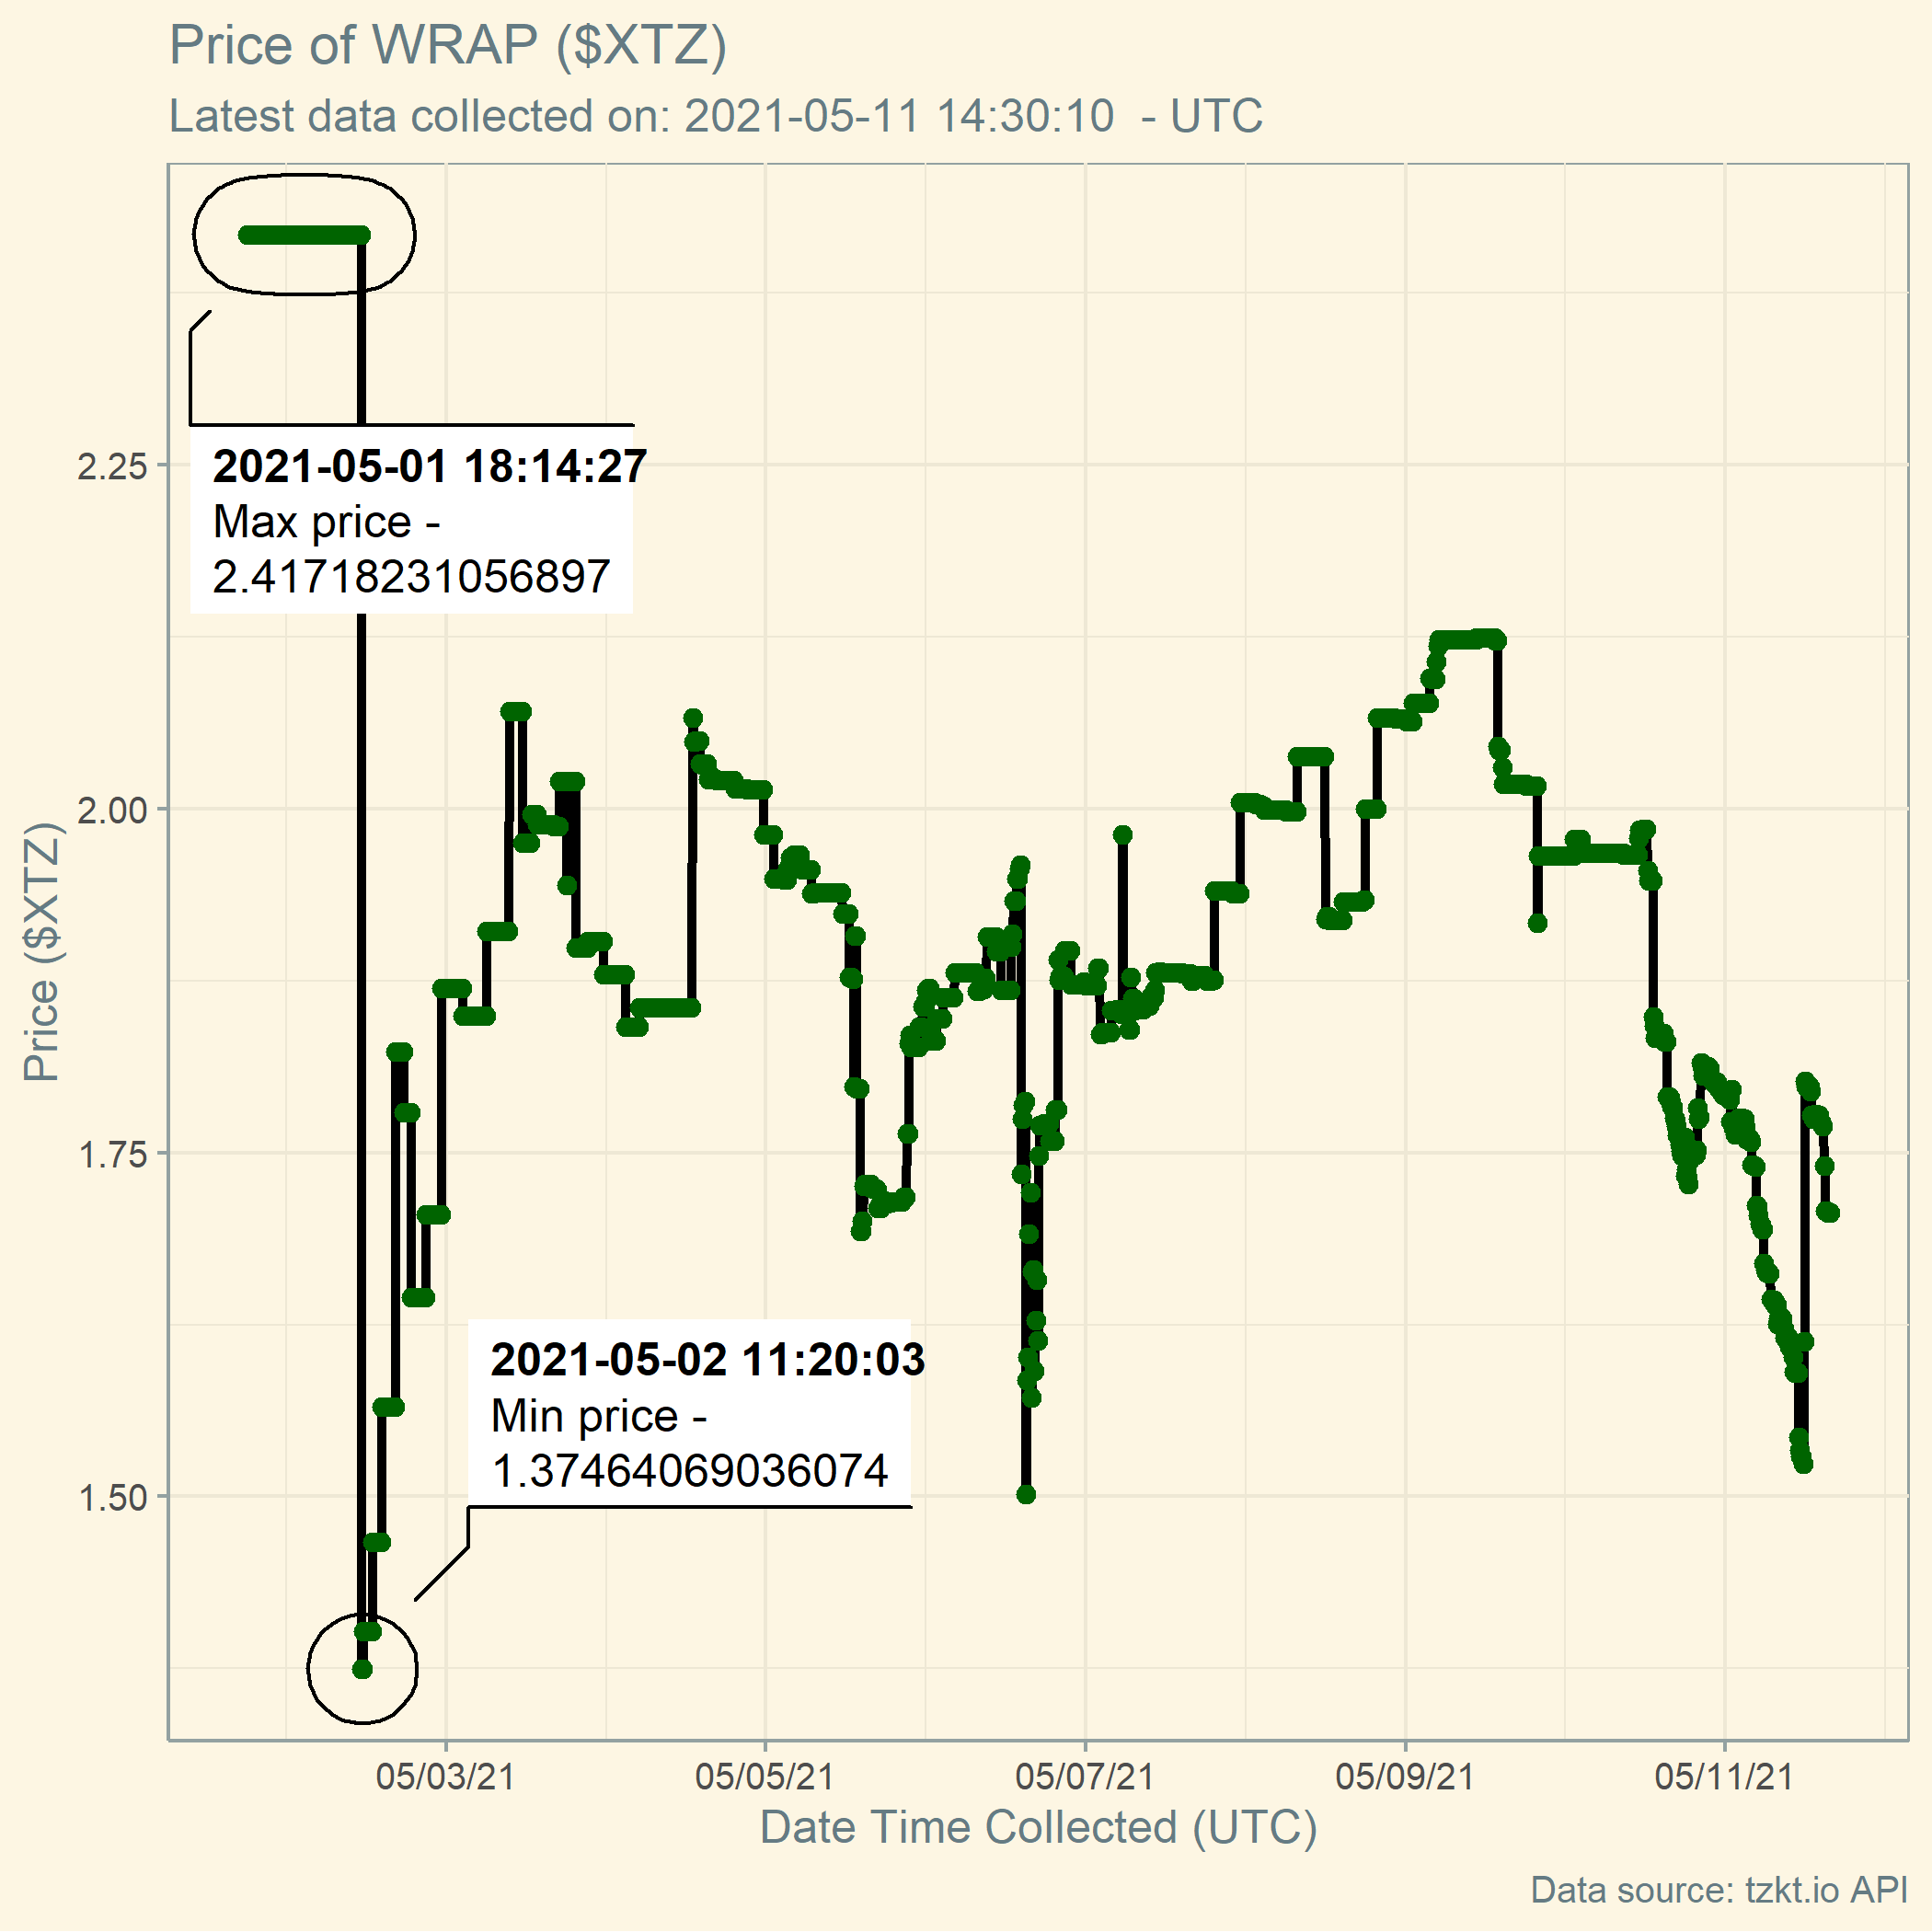 Price of WRAP ($XTZ)
Latest data collected on: 2021-05-11 14:30:10  - UTC
2021-05-01 18:14:27
Max price -
2.41718231056897
2021-05-02 11:20:03
Min price -
1.37464069036074
2.25
2.00
1.75
1.50
Price ($XTZ)
05/03/21
05/05/21
05/07/21
05/09/21
05/11/21
Date Time Collected (UTC)
Data source: tzkt.io API